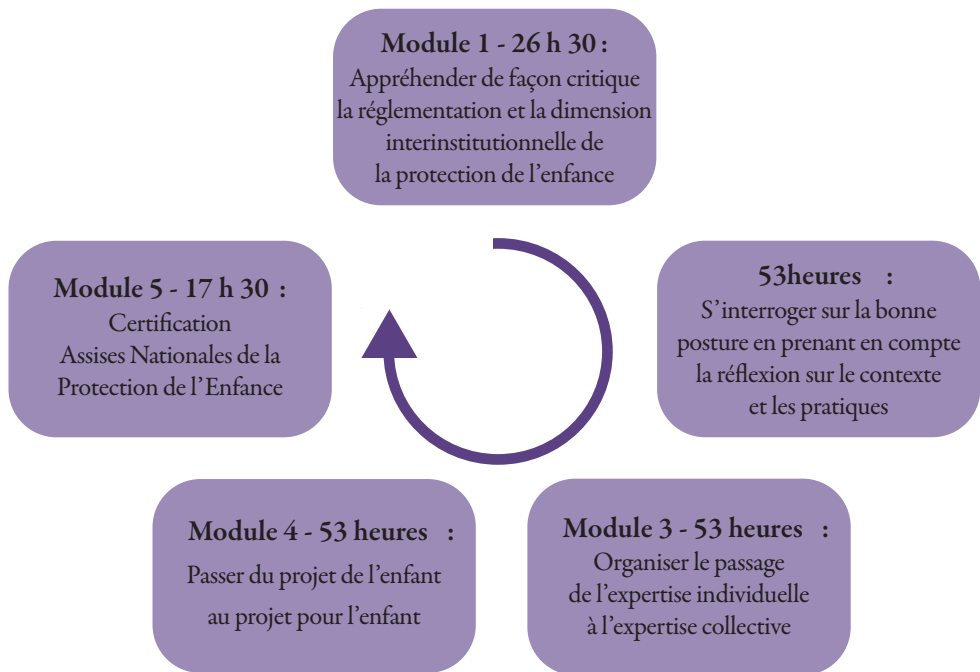 Module 1 - 26 h 30 :
Appréhender de façon critique
la réglementation et la dimension
interinstitutionnelle de
la protection de l’enfance
53heures :
S’interroger sur la bonne
posture en prenant en compte
la réflexion sur le contexte
et les pratiques
Module 3 - 53 heures :
Organiser le passage
de l’expertise individuelle
à l’expertise collective
Module 4 - 53 heures :
Passer du projet de l’enfant
au projet pour l’enfant
Module 5 - 17 h 30 :
Certification
Assises Nationales de la
Protection de l’Enfance